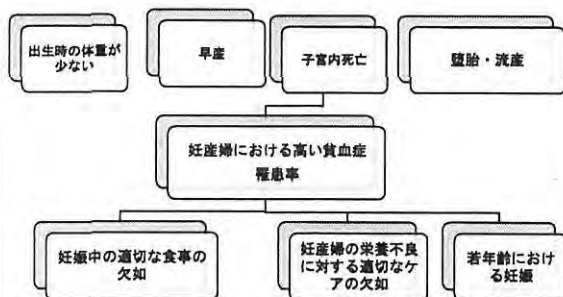 出生時の体重が
少ない
早産
子宮内死亡
堕胎・流産
妊産婦における高い貧血症
罹患率
妊娠中の適切な食事の
欠如
妊産婦の栄養不良
に対する適切なケ
アの欠如
若年齢におけ
る妊娠